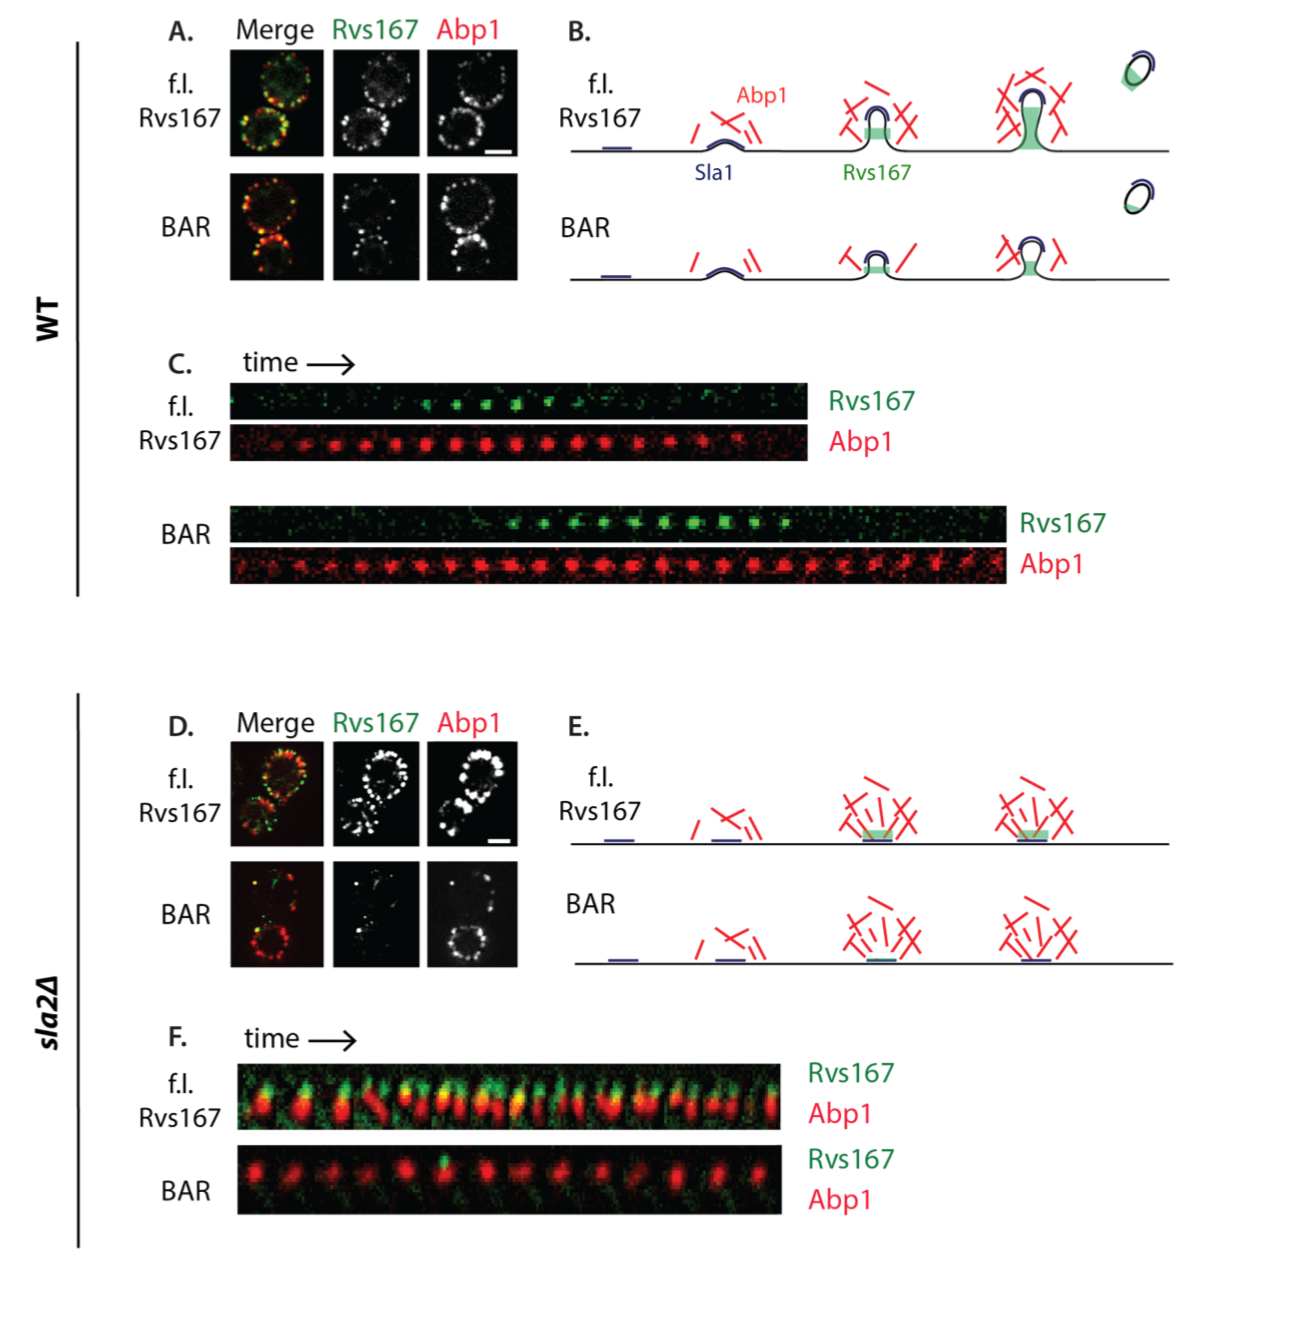 WT
A.
Merge Rvs167 Abp1
f.l.
Rvs167
BAR
B.
f.l.
Rvs167
Abp1
Sla1
Rvs167
BAR
C.
time
f.l.
Rvs167
Rvs167
Abp1
BAR
Rvs167
Abp1
sla2Δ
D.
Merge Rvs167 Abp1
f.l.
Rvs167
BAR
E.
f.l.
Rvs167
BAR
F.
time
f.l.
Rvs167
Rvs167
Abp1
BAR
Rvs167
Abp1